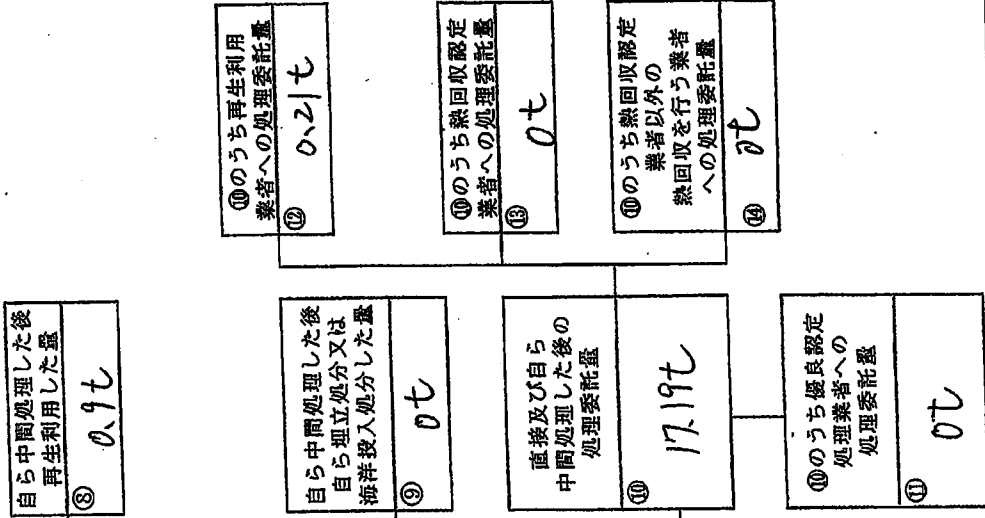 自ら中間処理した後
再生利用した量
⑧
0.9t
自ら中間処理した後
自ら埋立処分又は
海洋投入処分した量
⑨
0t
直接及び自ら
中間処理した後の
処理委託量
⑩
17.19t
⑩のうち優良認定
処理業者への
処理委託量
⑪
0t
⑩のうち再生利用
業者への処理委託量
⑫
0.21t
⑩のうち熱回収認定
業者への処理委託量
⑬
0t
⑩のうち熱回収認定
業者以外の
熱回収を行う業者
への処理委託量
⑭
0t